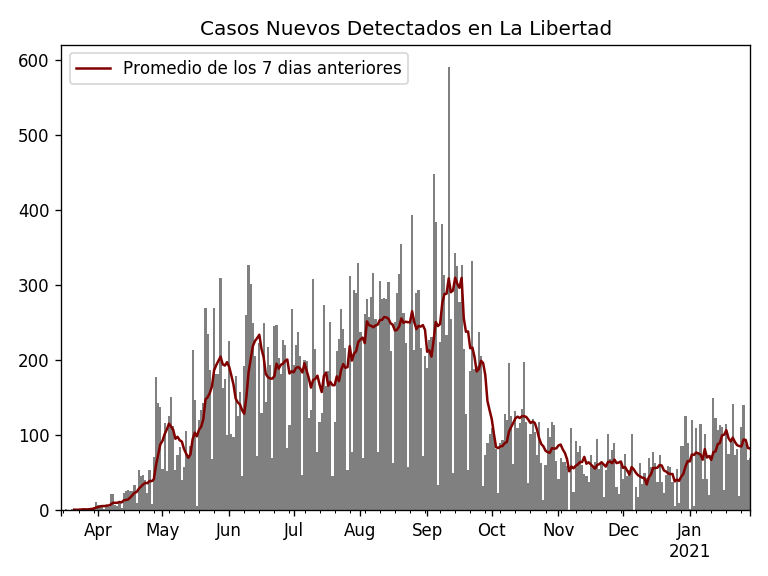 Casos Nuevos Detectados en La Libertad
Promedio de los 7 dias anteriores
600
500
400
300
200
100
0
Apr May Jun Jul Aug Sep Oct Nov Dec Jan
2021